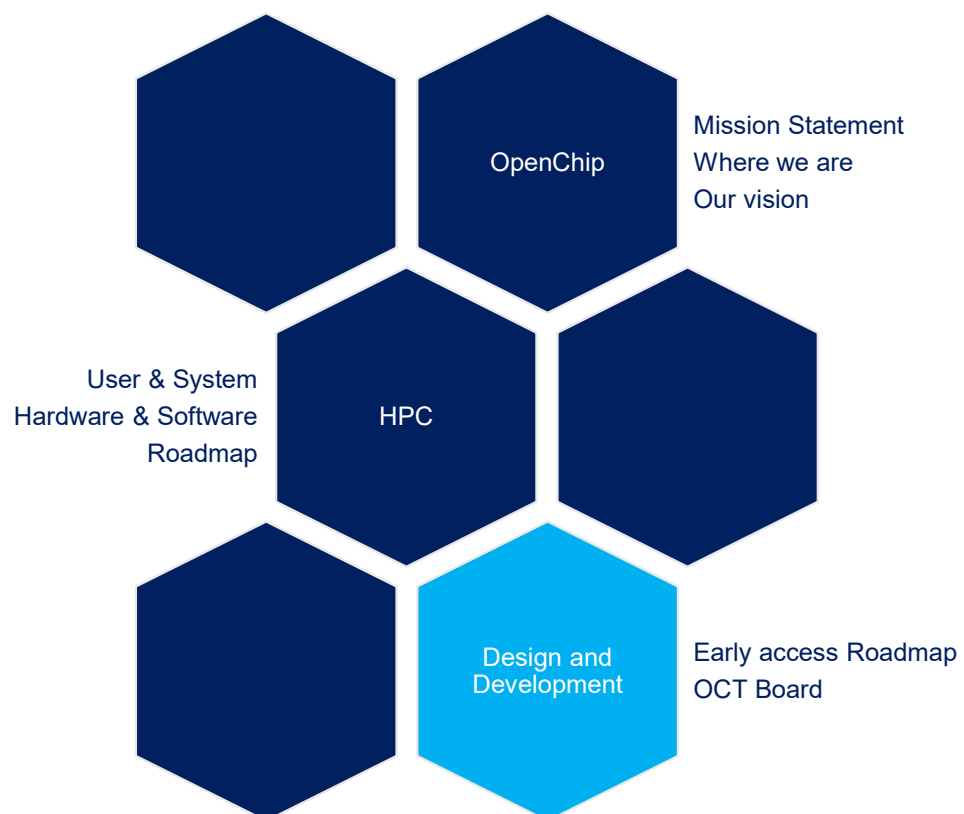 OpenChip
Mission Statement
Where we are
Our vision
User & System
Hardware & Software
Roadmap
HPC
Design and
Development
Early access Roadmap
OCT Board